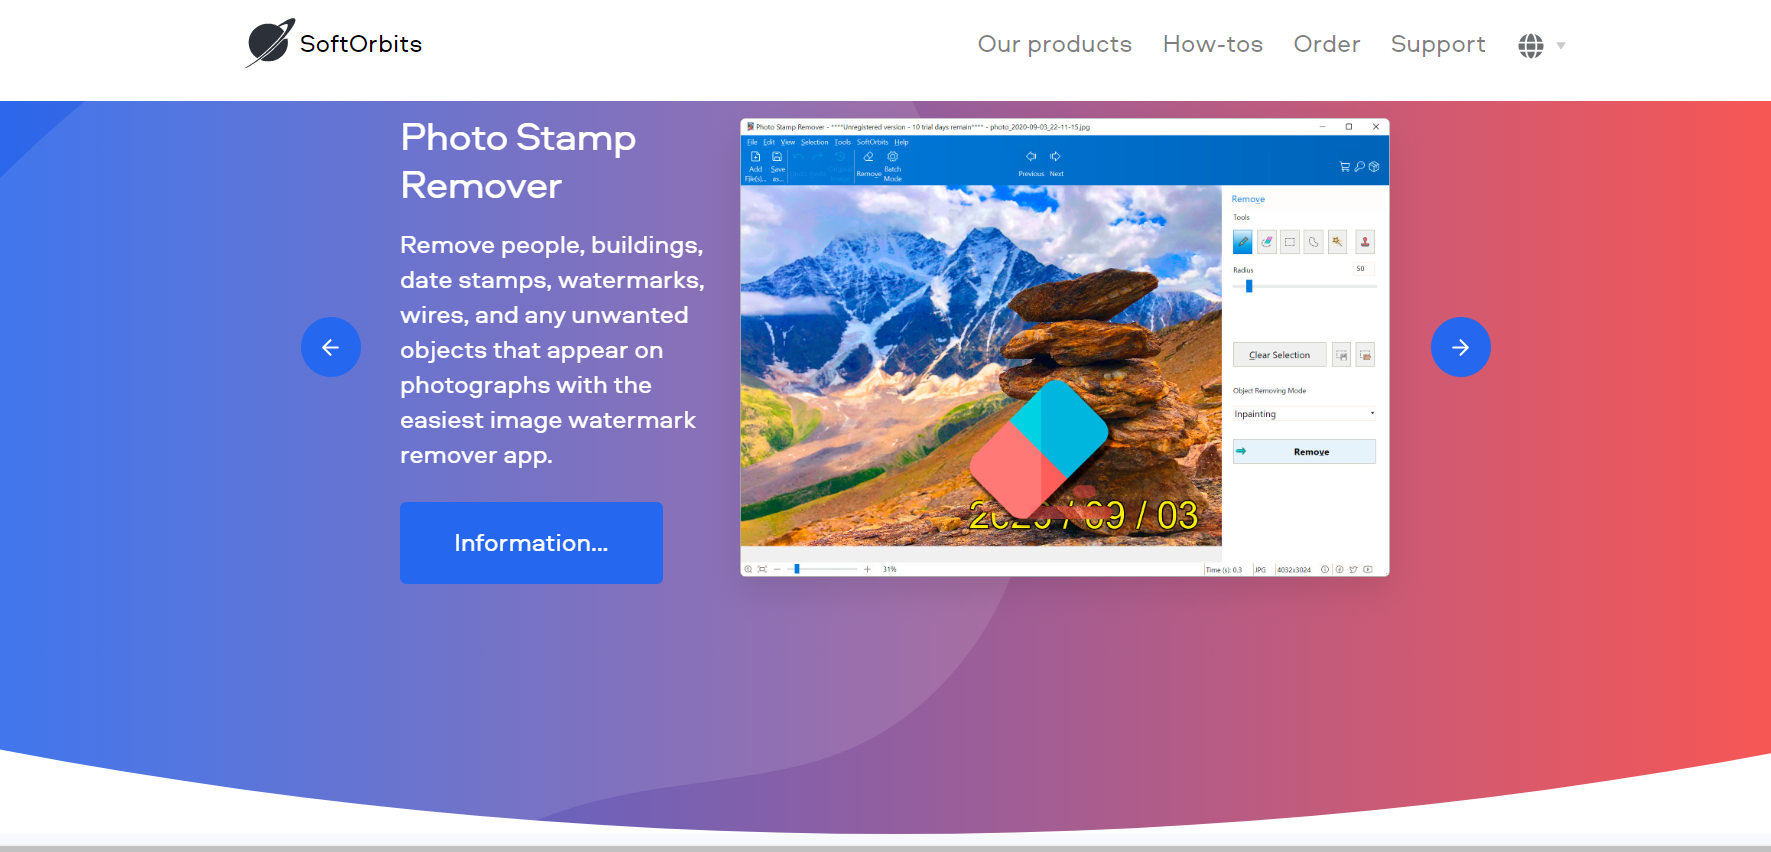 SoftOrbits
Our products How-tos Order Support
Photo Stamp
Remover
Remove people, buildings,
date stamps, watermarks,
wires, and any unwanted
objects that appear on
photographs with the
easiest image watermark
remover app.
Information...
Photo Stamp Remover - ****Unregistered version - 10 trial days remain**** - photo_2020-09-03_22-11-15.jpg
File Edit View Selection Tools SoftOrbits Help
Add File(s)... Save as... Remove Batch Mode Previous Next
Remove
Tools
Radius 50
Clear Selection
Object Removing Mode
Inpainting
Remove
/ 09 / 03
31% Time (s): 0.3 JPG 4032x3024